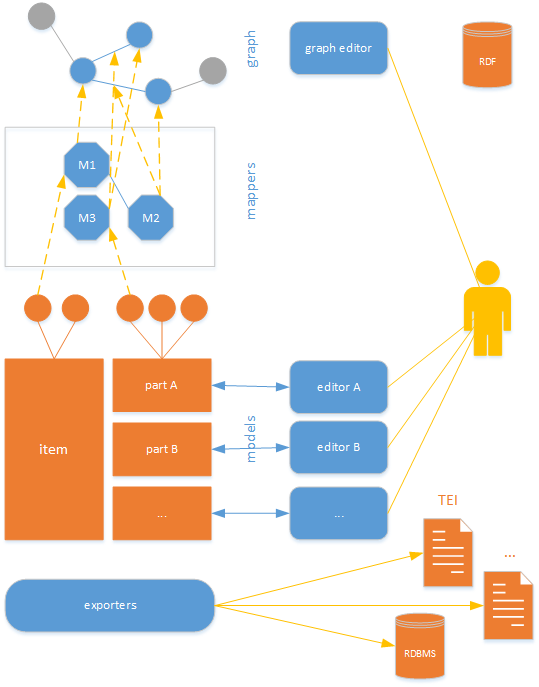 graph
graph editor
RDF
M1
mappers
M3
M2
part A
editor A
models
item
part B
editor B
...
...
TEI
...
exporters
RDBMS